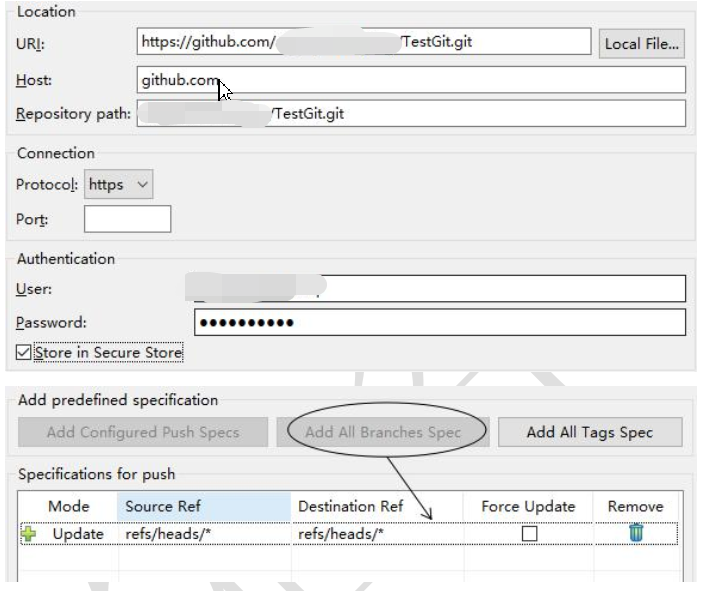 Location
URI: https://github.com/ /TestGit.git Local File...
Host: github.com
Repository path: /TestGit.git
Connection
Protocol: https
Port:
Authentication
User:
Password: ●●●●●●●●●●
Store in Secure Store
Add predefined specification
Add Configured Push Specs Add All Branches Spec Add All Tags Spec
Specifications for push
Mode Source Ref Destination Ref Force Update Remove
Update refs/heads/* refs/heads/*